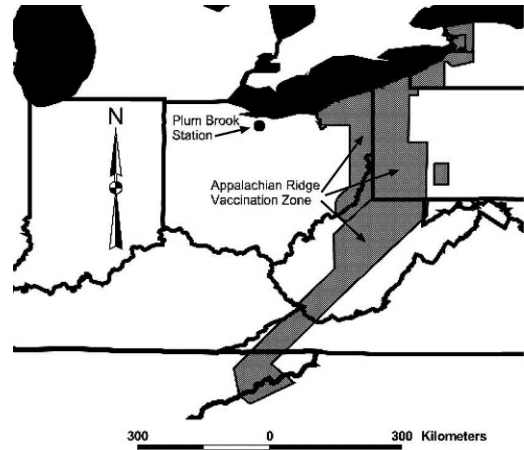 Plum Brook
Station
N
Appalachian Ridge
Vaccination Zone
300 0 300 Kilometers